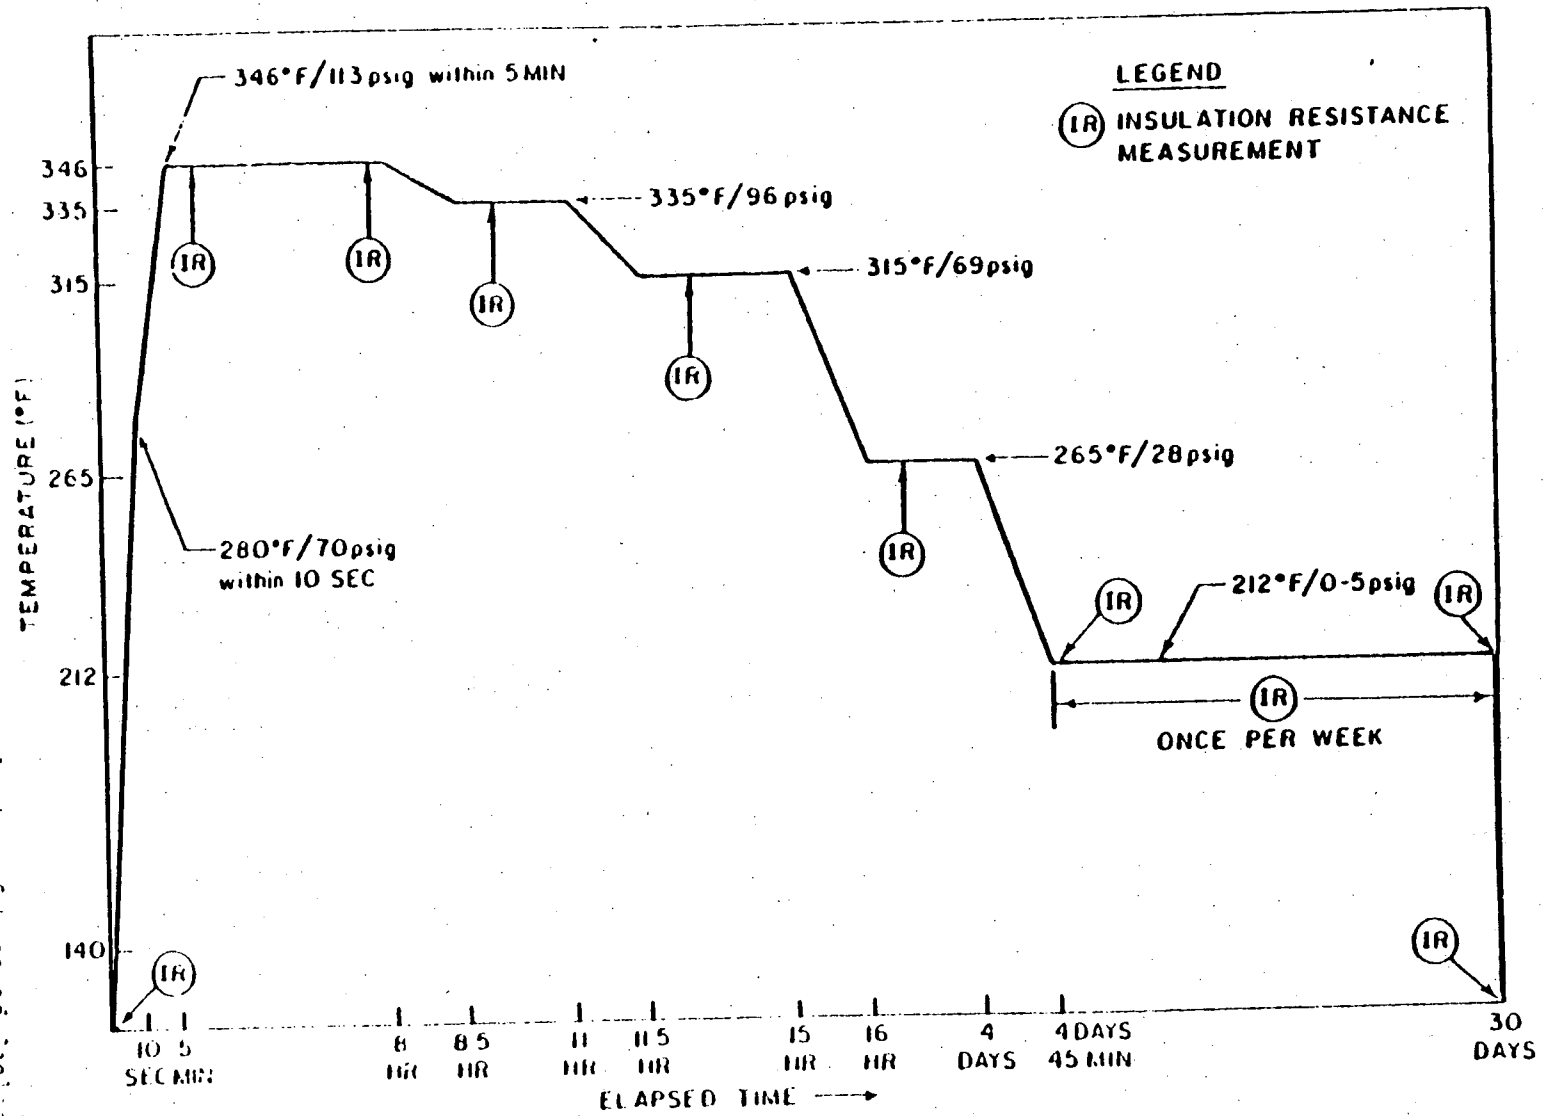 346°F/113psig within 5MIN
LEGEND
IR INSULATION RESISTANCE
MEASUREMENT
346
335
315
265
212
140
TEMPERATURE (°F)
335°F/96psig
315°F/69psig
265°F/28psig
280°F/70psig
within 10 SEC
212°F/0-5psig
IR
IR
IR
IR
IR
IR
IR
IR
ONCE PER WEEK
IR
IR
10 SEC
5 MIN
8 HR
8 5 HR
11 HR
11 5 HR
15 HR
16 HR
4 DAYS
4 DAYS
45 MIN
30 DAYS
ELAPSED TIME